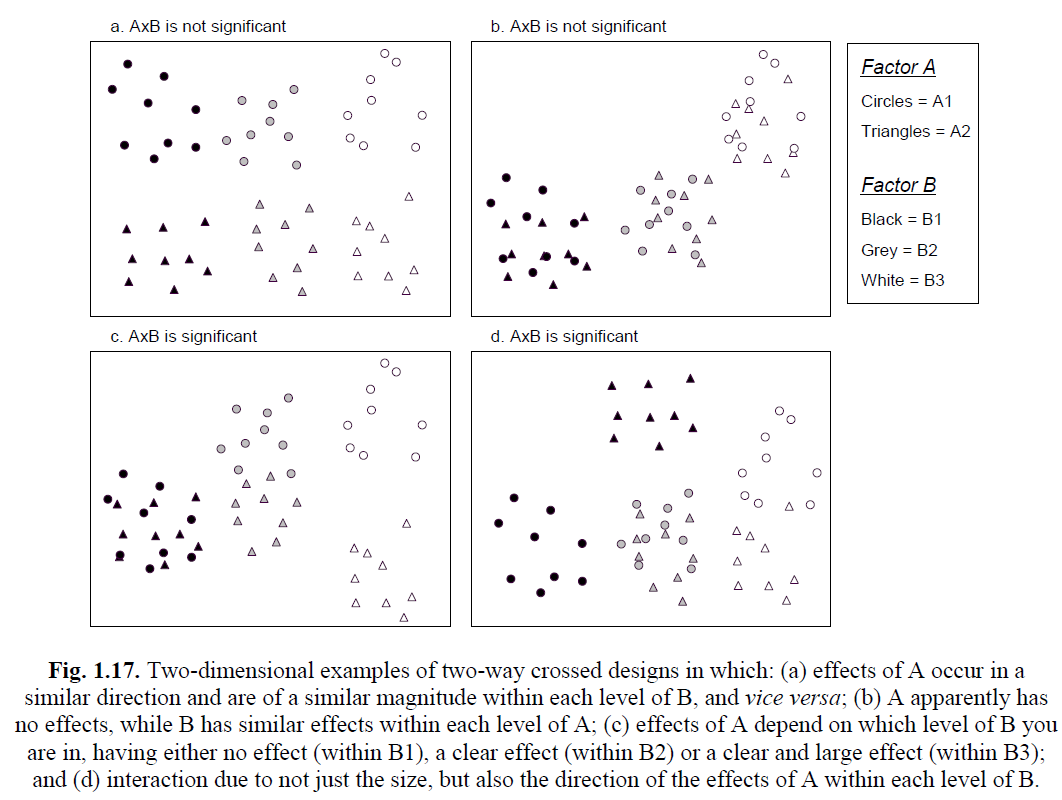 a. AxB is not significant
b. AxB is not significant
Factor A
Circles = A1
Triangles = A2
Factor B
Black = B1
Grey = B2
White = B3
c. AxB is significant
d. AxB is significant
Fig. 1.17. Two-dimensional examples of two-way crossed designs in which: (a) effects of A occur in a
similar direction and are of a similar magnitude within each level of B, and vice versa; (b) A apparently has
no effects, while B has similar effects within each level of A; (c) effects of A depend on which level of B you
are in, having either no effect (within B1), a clear effect (within B2) or a clear and large effect (within B3);
and (d) interaction due to not just the size, but also the direction of the effects of A within each level of B.